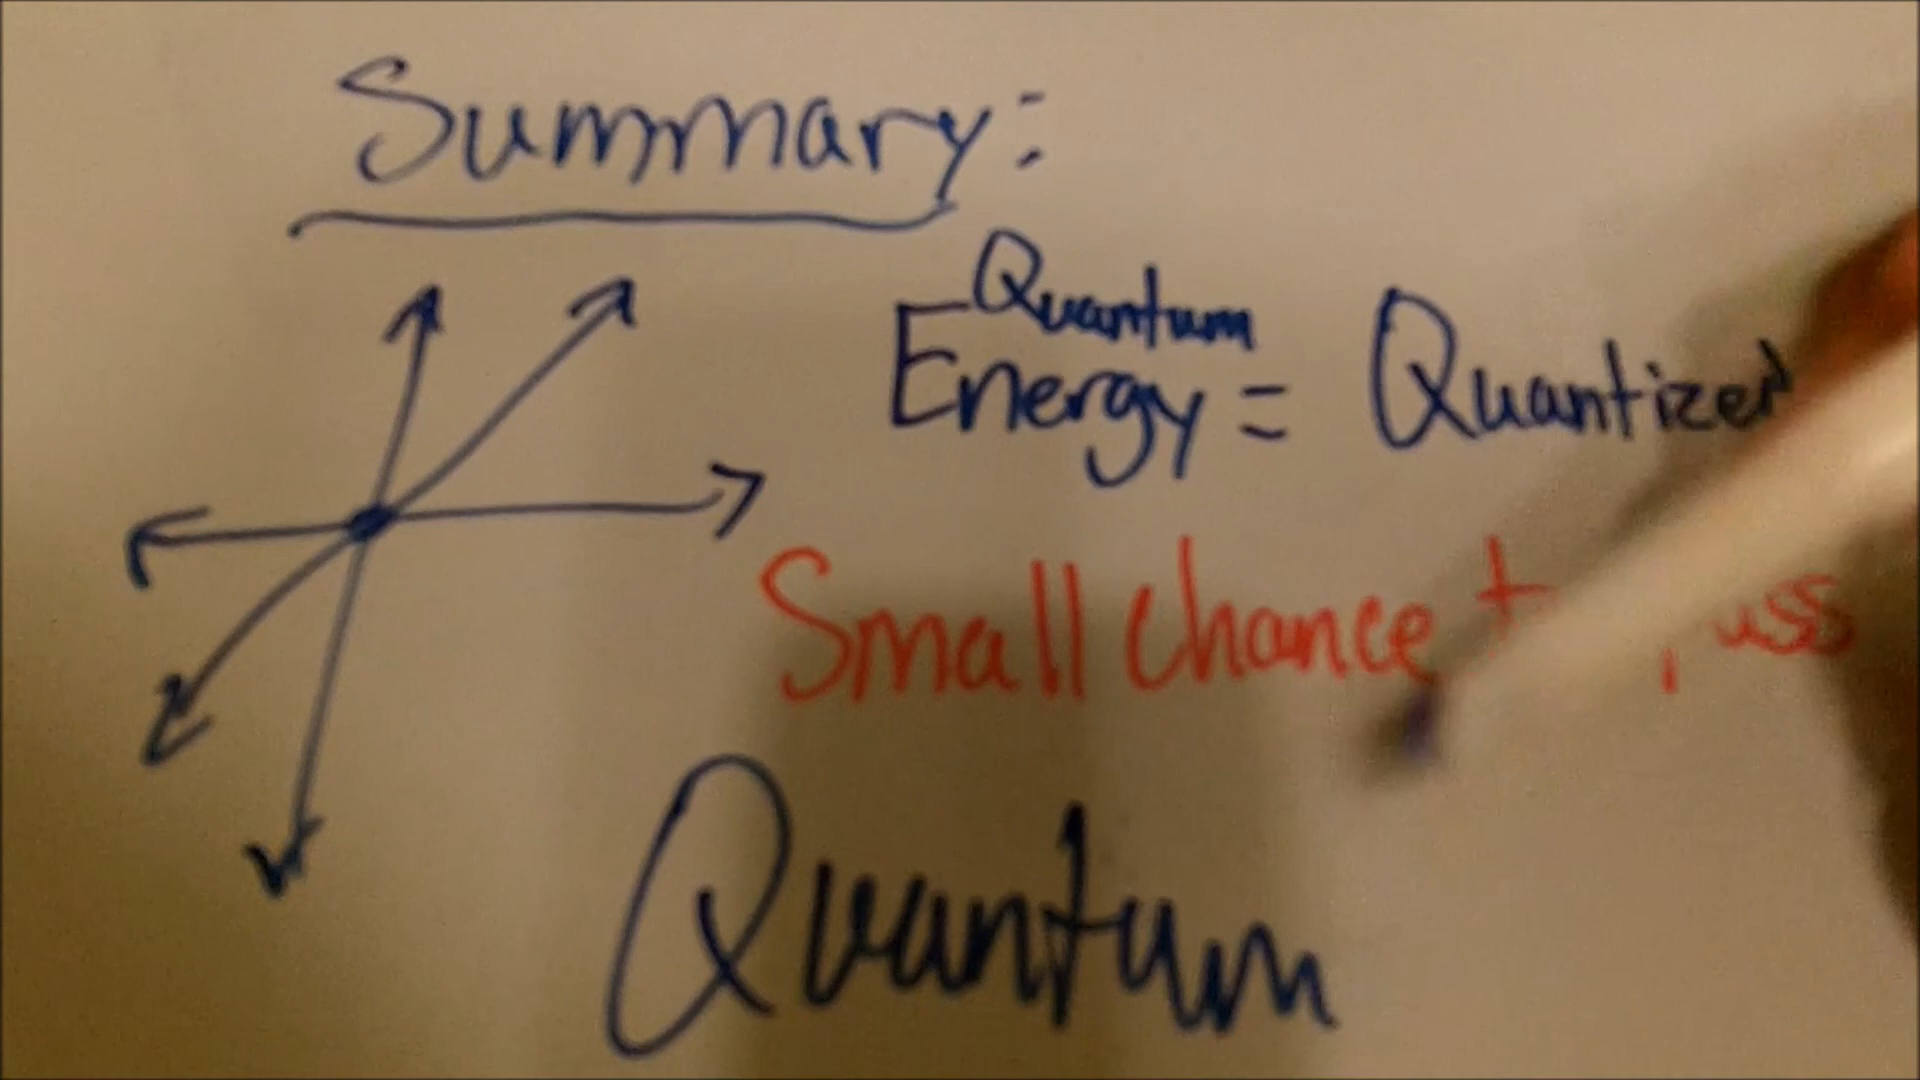 Summary:
Quantum
Energy = Quantized
Small chance
Quantum